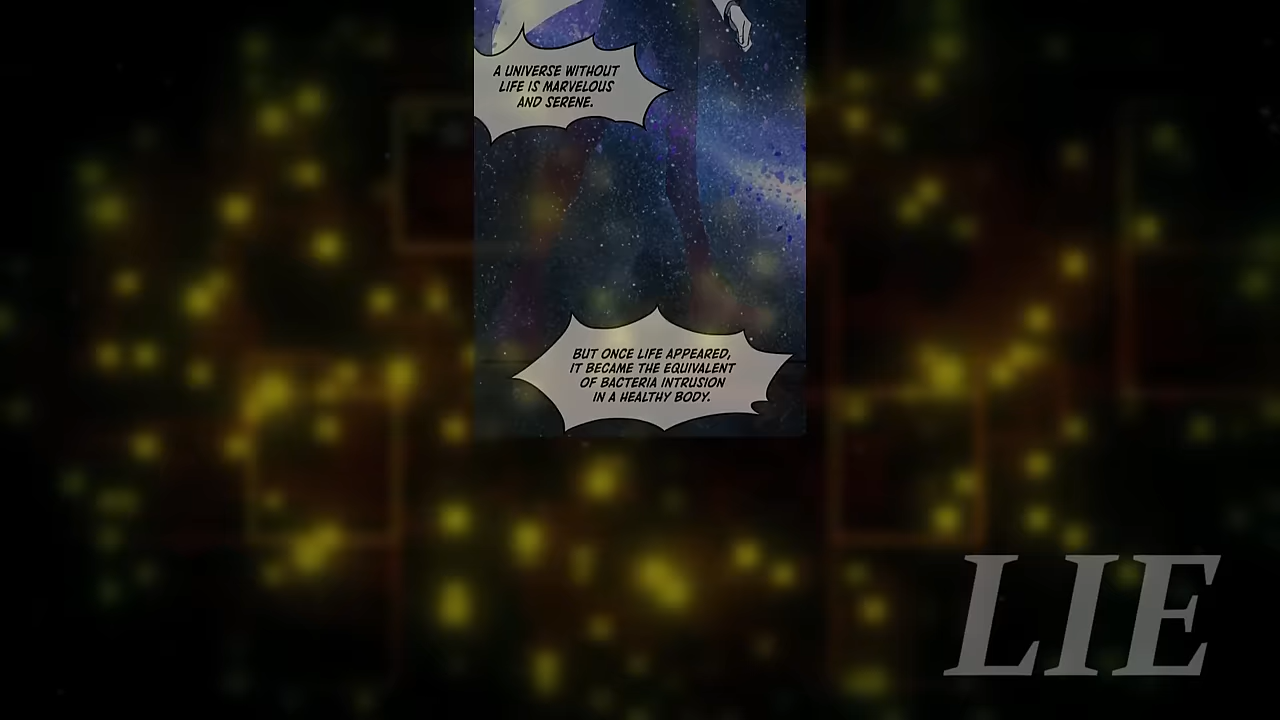 A UNIVERSE WITHOUT
LIFE IS MARVELOUS
AND SERENE.
BUT ONCE LIFE APPEARED,
IT BECAME THE EQUIVALENT
OF BACTERIA INTRUSION
IN A HEALTHY BODY.
LIE